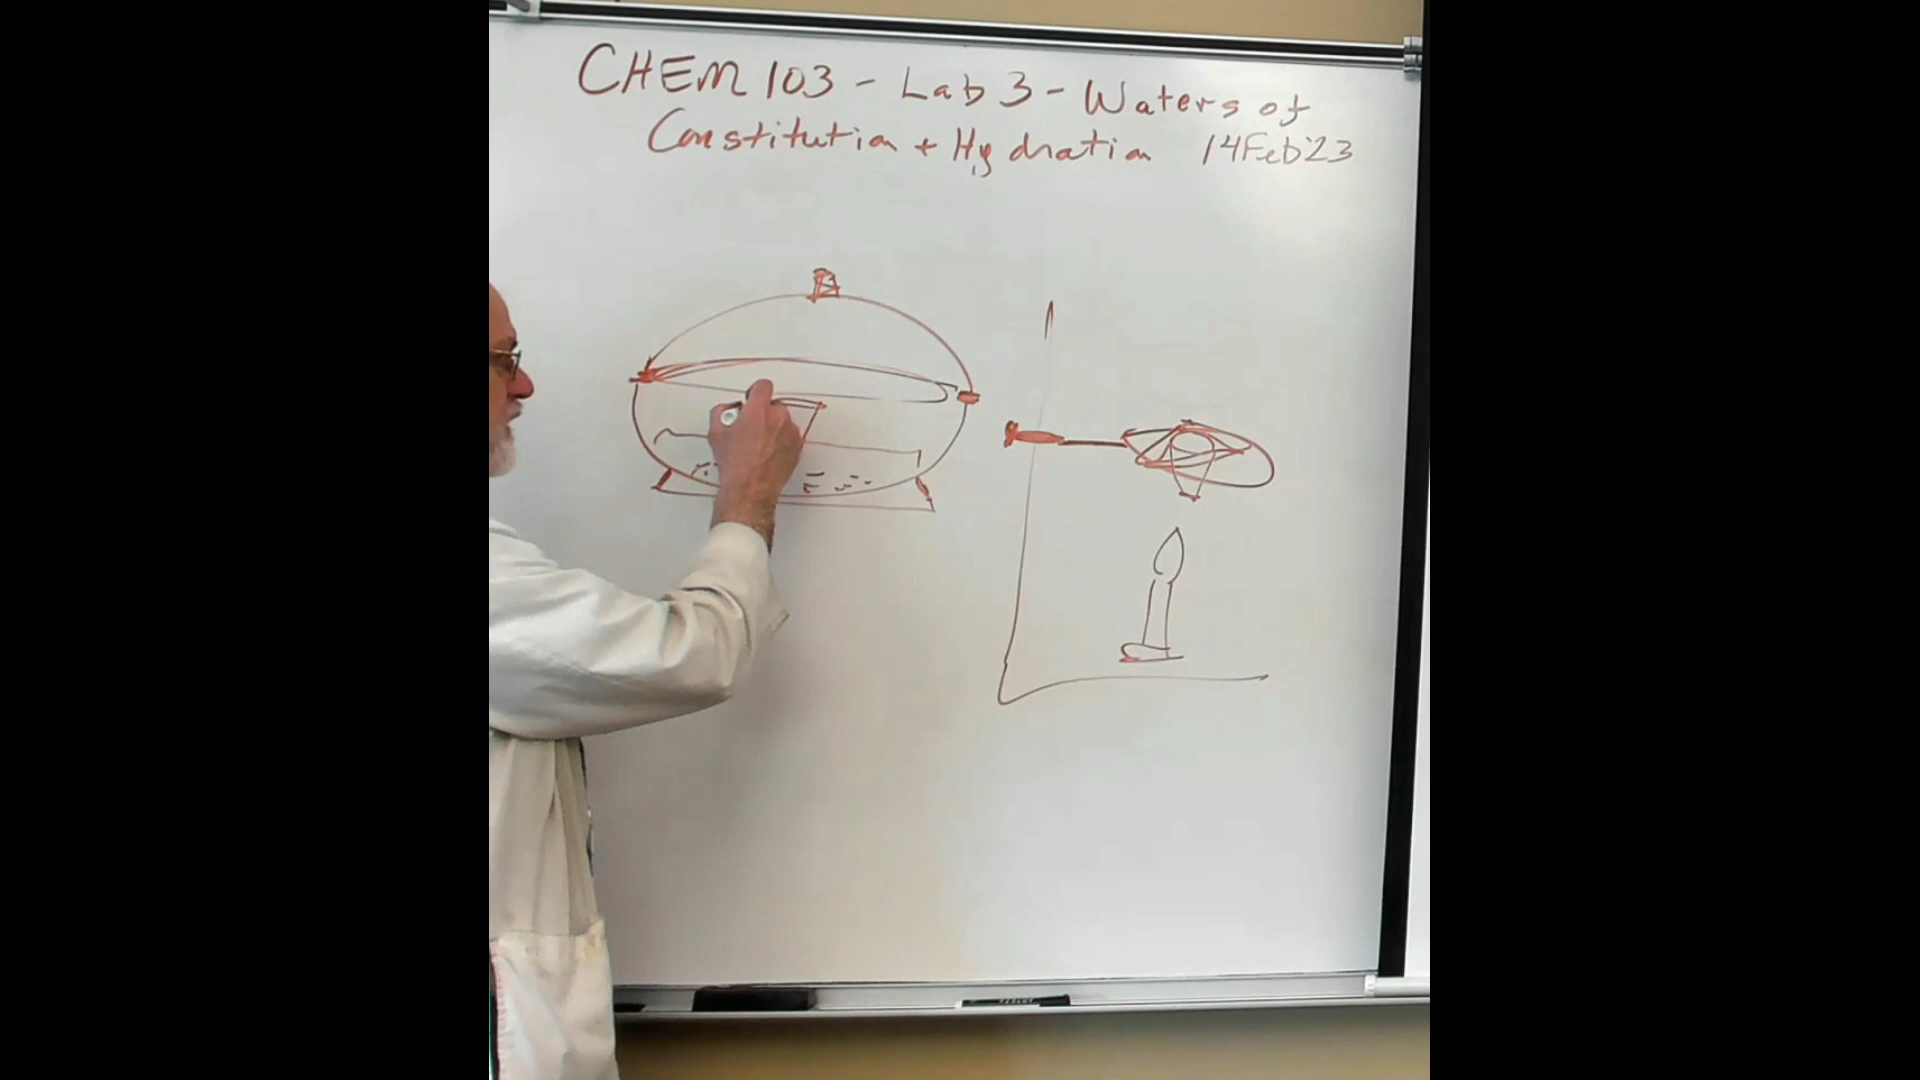 CHEM 103 - Lab 3 - Waters of
Constitution + Hydration 14Feb'23